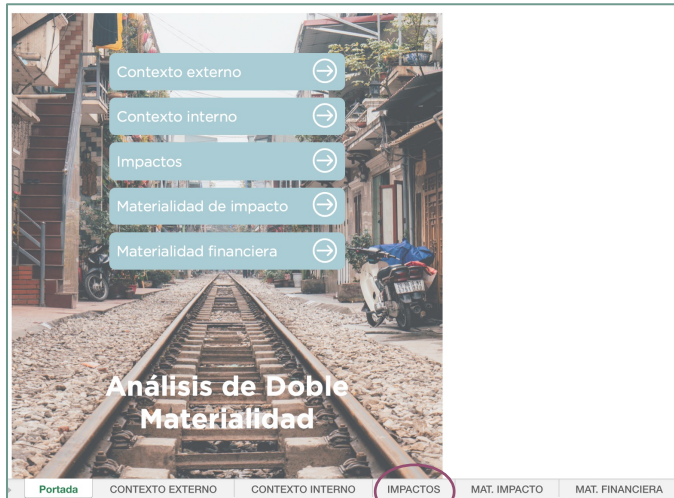 Contexto externo
Contexto interno
Impactos
Materialidad de impacto
Materialidad financiera
Análisis de Doble
Materialidad
Portada CONTEXTO EXTERNO CONTEXTO INTERNO IMPACTOS MAT. IMPACTO MAT. FINANCIERA